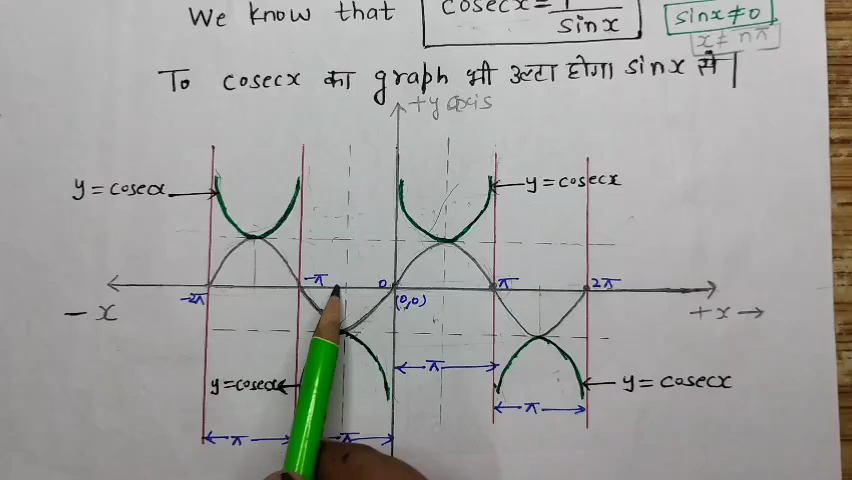 We know that cosecx = 1/sinx sinx≠0
x≠nπ
To cosecx का graph भी उल्टा होगा sinx से |
+y axis
y = cosecx y = cosecx
-π 0 π 2π
-2π (0,0)
-x +x →
π
y=cosecx y = cosecx
π
π π